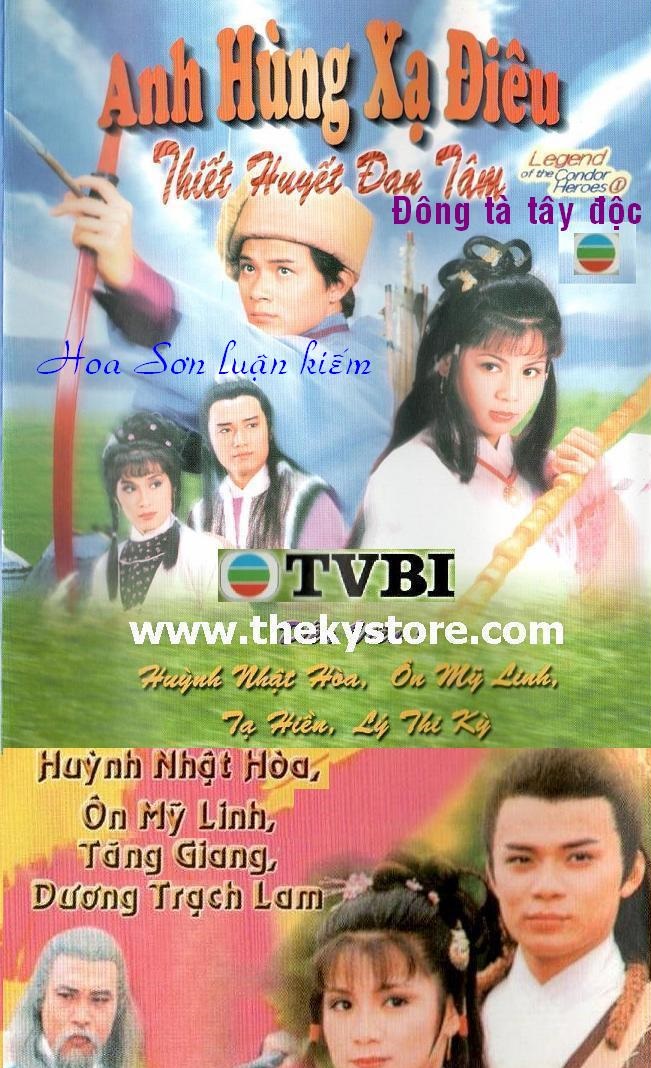 Anh Hùng Xạ Điêu
Thiết Huyết Đan Tâm
Legend
of the Condor
Heroes 1
Đông tà tây độc
Hoa Sơn luận kiếm
TVBI
www.thekystore.com
Huỳnh Nhật Hòa, Ôn Mỹ Linh,
Tạ Hiền, Lý Thi Kỳ
Huỳnh Nhật Hòa,
Ôn Mỹ Linh,
Tăng Giang,
Dương Trạch Lam